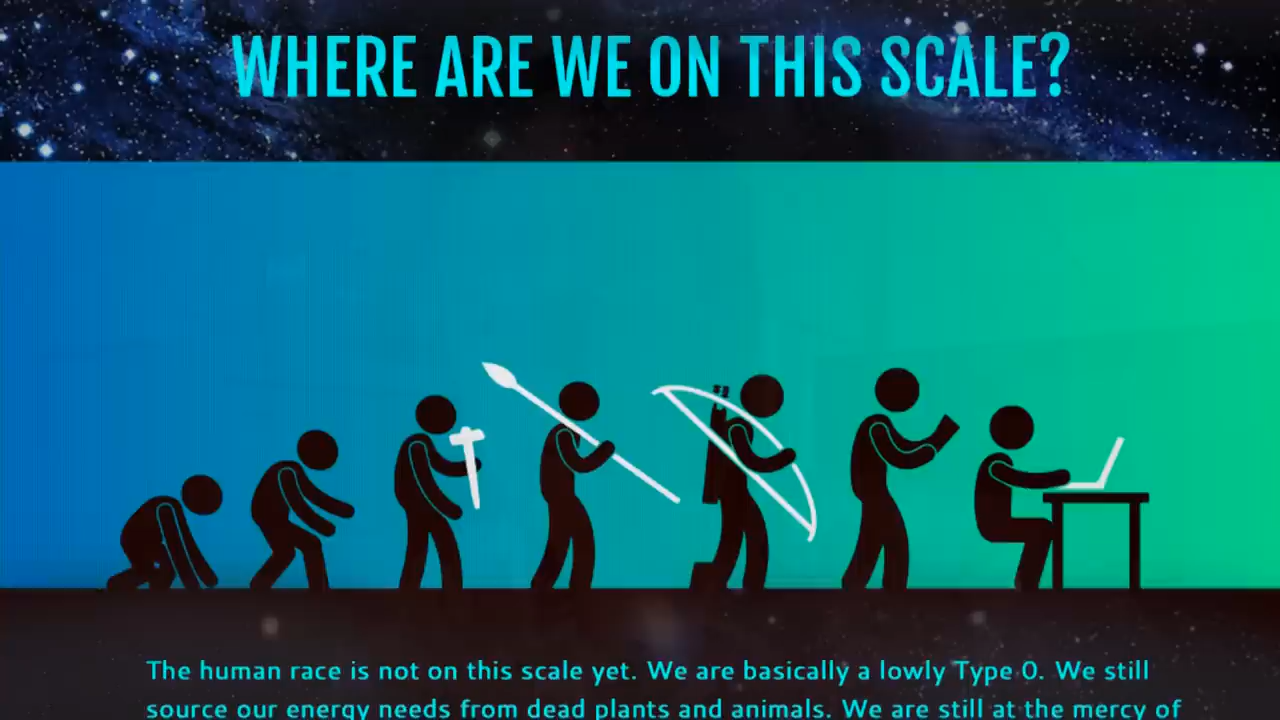 WHERE ARE WE ON THIS SCALE?
The human race is not on this scale yet. We are basically a lowly Type 0. We still
source our energy needs from dead plants and animals. We are still at the mercy of